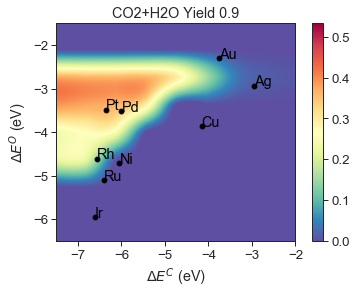 CO2+H2O Yield 0.9
ΔE^O (eV)
−2
−3
−4
−5
−6
Au
Ag
Pt
Pd
Cu
Rh
Ni
Ru
Ir
−7
−6
−5
−4
−3
−2
ΔE^C (eV)
0.5
0.4
0.3
0.2
0.1
0.0